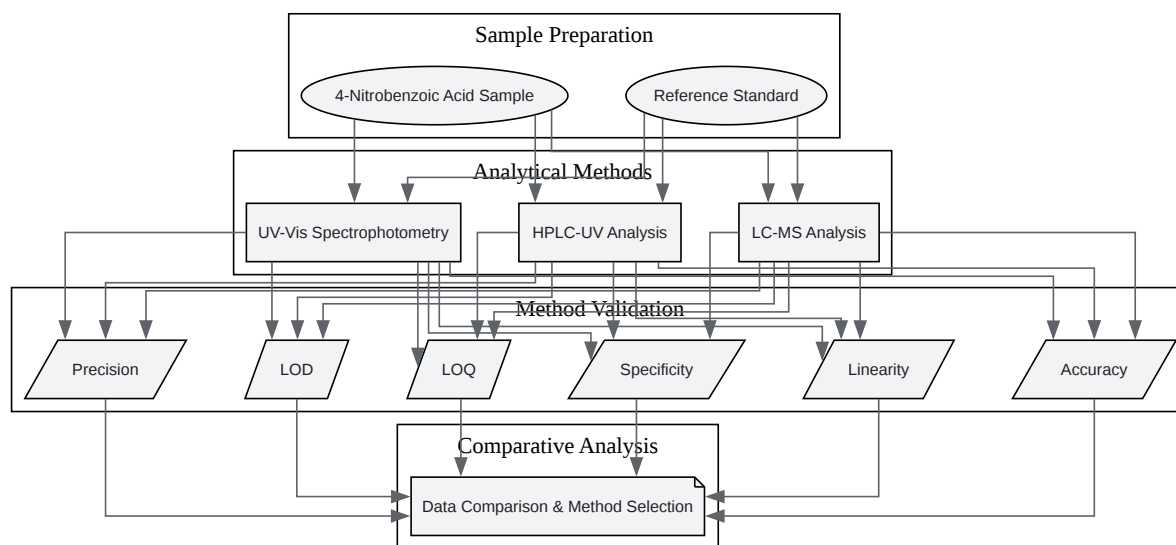 Sample Preparation
4-Nitrobenzoic Acid Sample
Reference Standard
Analytical Methods
UV-Vis Spectrophotometry
HPLC-UV Analysis
LC-MS Analysis
Method Validation
Precision
LOD
LOQ
Specificity
Linearity
Accuracy
Comparative Analysis
Data Comparison & Method Selection